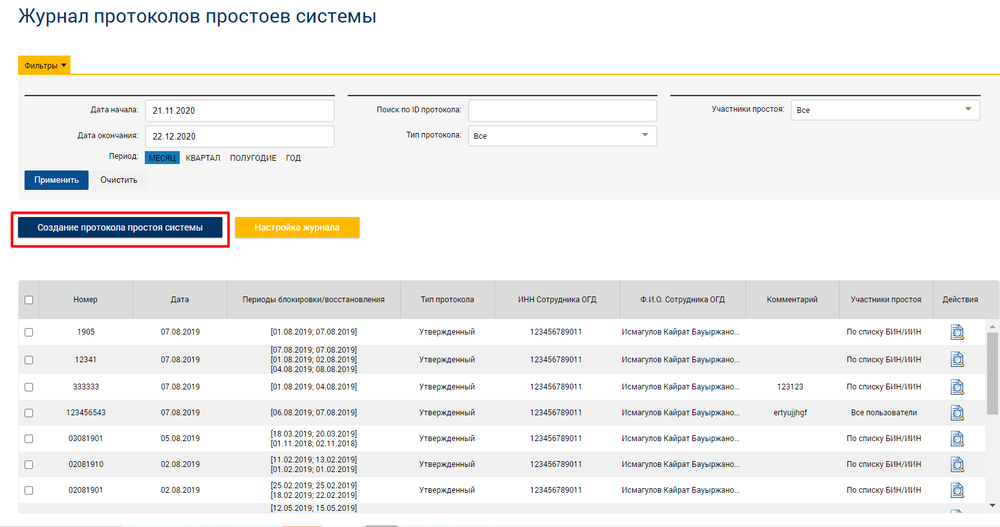 Журнал протоколов простоев системы
Фильтры
Дата начала: 21.11.2020 Поиск по ID протокола: Участники простоя: Все
Дата окончания: 22.12.2020 Тип протокола: Все
Период: МЕСЯЦ КВАРТАЛ ПОЛУГОДИЕ ГОД
Применить Очистить
Создание протокола простоя системы Настройка журнала
Номер Дата Периоды блокировки/восстановления Тип протокола ИНН Сотрудника ОГД Ф.И.О. Сотрудника ОГД Комментарий Участники простоя Действия
1905 07.08.2019 [01.08.2019; 07.08.2019] Утвержденный 123456789011 Исмагулов Кайрат Бауыржано... По списку БИН/ИИН
[07.08.2019; 07.08.2019]
12341 07.08.2019 [01.08.2019; 02.08.2019] Утвержденный 123456789011 Исмагулов Кайрат Бауыржано... По списку БИН/ИИН
[04.08.2019; 08.08.2019]
333333 07.08.2019 [01.08.2019; 04.08.2019] Утвержденный 123456789011 Исмагулов Кайрат Бауыржано... 123123 По списку БИН/ИИН
123456543 07.08.2019 [06.08.2019; 07.08.2019] Утвержденный 123456789011 Исмагулов Кайрат Бауыржано... ertyujjhgf Все пользователи
03081901 05.08.2019 [18.03.2019; 20.03.2019] Утвержденный 123456789011 Исмагулов Кайрат Бауыржано... По списку БИН/ИИН
[01.11.2018; 02.11.2018]
02081910 02.08.2019 [11.02.2019; 13.02.2019] Утвержденный 123456789011 Исмагулов Кайрат Бауыржано... По списку БИН/ИИН
[01.02.2019; 01.02.2019]
02081901 02.08.2019 [25.02.2019; 25.02.2019] Утвержденный 123456789011 Исмагулов Кайрат Бауыржано... По списку БИН/ИИН
[18.02.2019; 22.02.2019]
[12.05.2019; 15.05.2019]